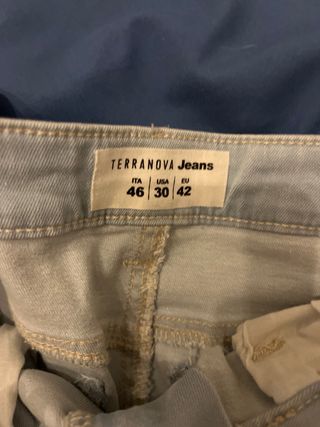 TERRANOVA Jeans
ITA USA EU
46 30 42